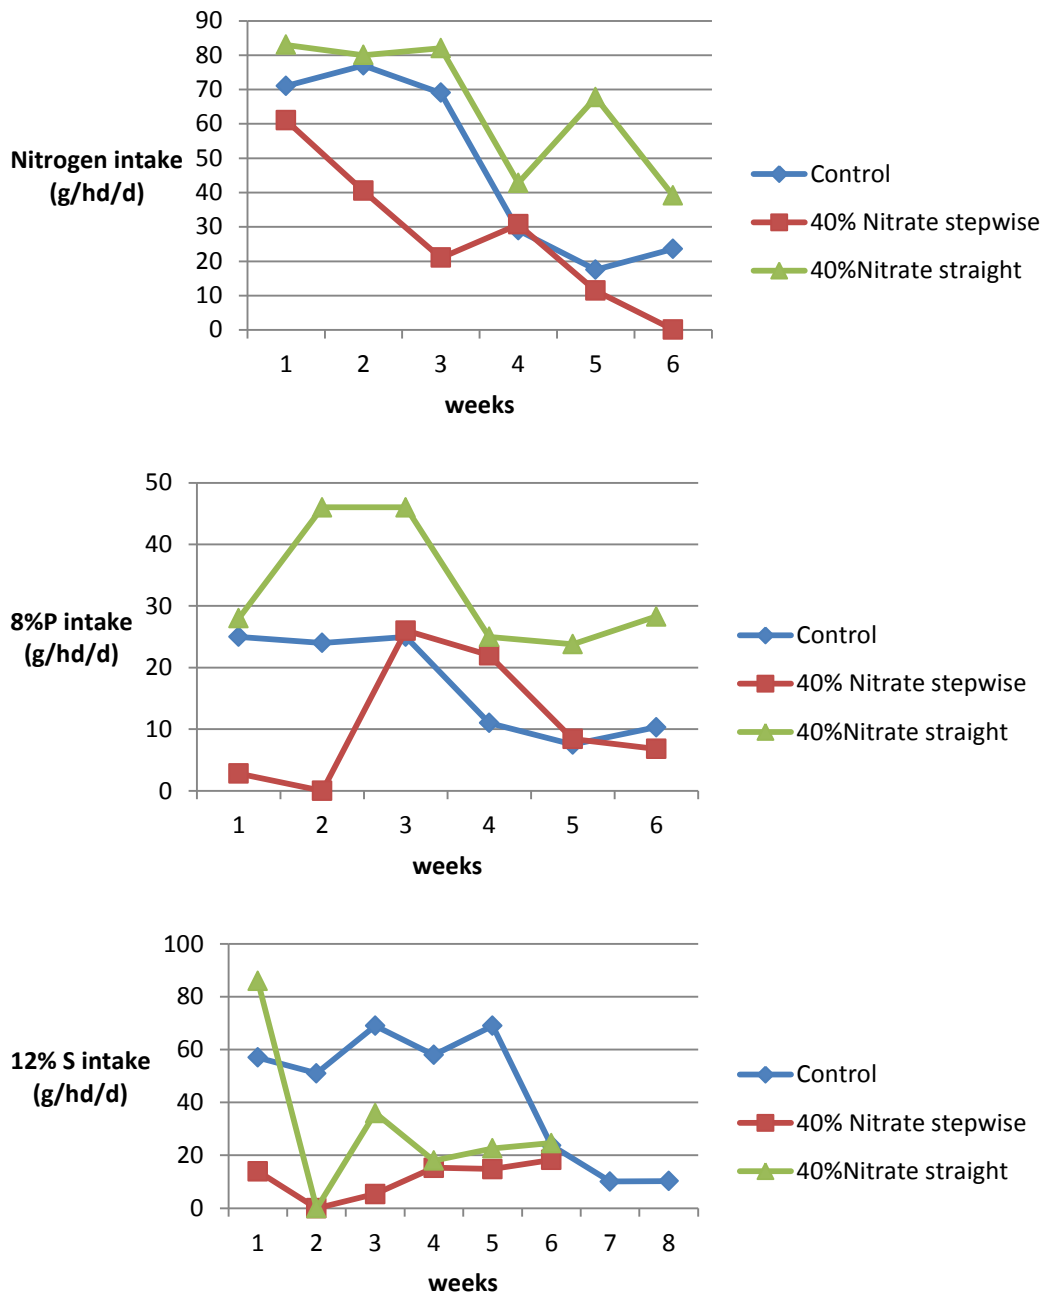 90
80
70
60
50
40
30
20
10
0
Nitrogen intake
(g/hd/d)
1 2 3 4 5 6
weeks
Control
40% Nitrate stepwise
40%Nitrate straight
50
40
30
20
10
0
8%P intake
(g/hd/d)
1 2 3 4 5 6
weeks
Control
40% Nitrate stepwise
40%Nitrate straight
100
80
60
40
20
0
12% S intake
(g/hd/d)
1 2 3 4 5 6 7 8
weeks
Control
40% Nitrate stepwise
40%Nitrate straight